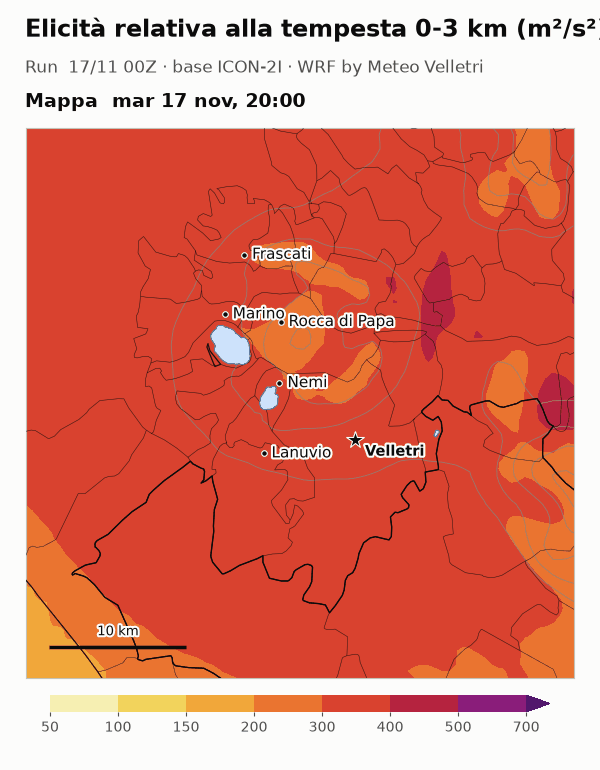 Elicità relativa alla tempesta 0-3 km (m²/s²)
Run 17/11 00Z · base ICON-2I · WRF by Meteo Velletri
Mappa mar 17 nov, 20:00
Frascati
Marino
Rocca di Papa
Nemi
Velletri
Lanuvio
10 km
50 100 150 200 300 400 500 700